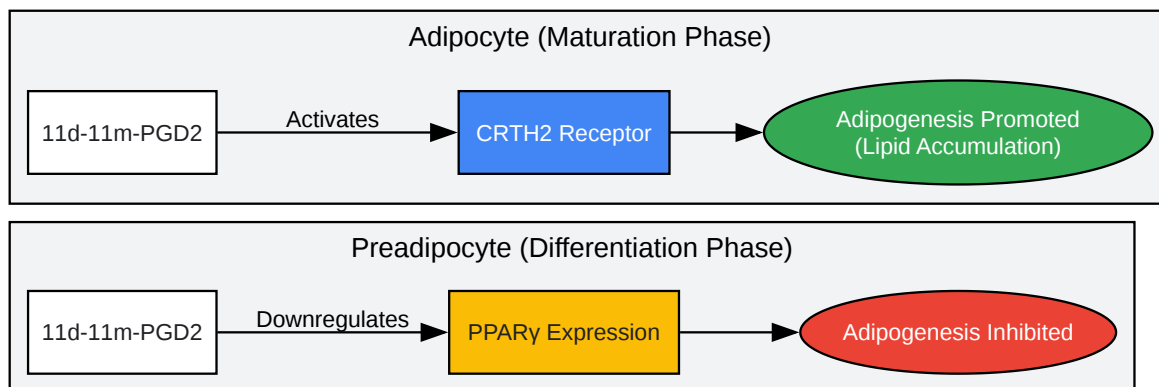 Adipocyte (Maturation Phase)
11d-11m-PGD2
Activates
CRTH2 Receptor
Adipogenesis Promoted
(Lipid Accumulation)
Preadipocyte (Differentiation Phase)
11d-11m-PGD2
Downregulates
PPARγ Expression
Adipogenesis Inhibited